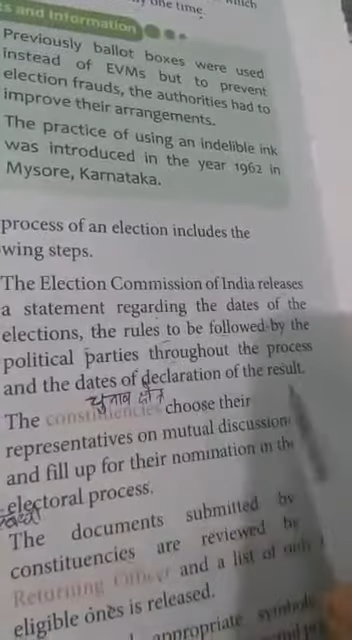 one time.
which
s and Information
Previously ballot boxes were used
instead of EVMs but to prevent
election frauds, the authorities had to
improve their arrangements.
The practice of using an indelible ink
was introduced in the year 1962 in
Mysore, Karnataka.
process of an election includes the
wing steps.
The Election Commission of India releases
a statement regarding the dates of the
elections, the rules to be followed by the
political parties throughout the process
and the dates of declaration of the result.
चुनाव क्षेत्र
The constituencies choose their
representatives on mutual discussion
and fill up for their nomination in the
electoral process.
The documents submitted by
constituencies are reviewed by
Returning Officer and a list of only
eligible ones is released.
appropriate symbols